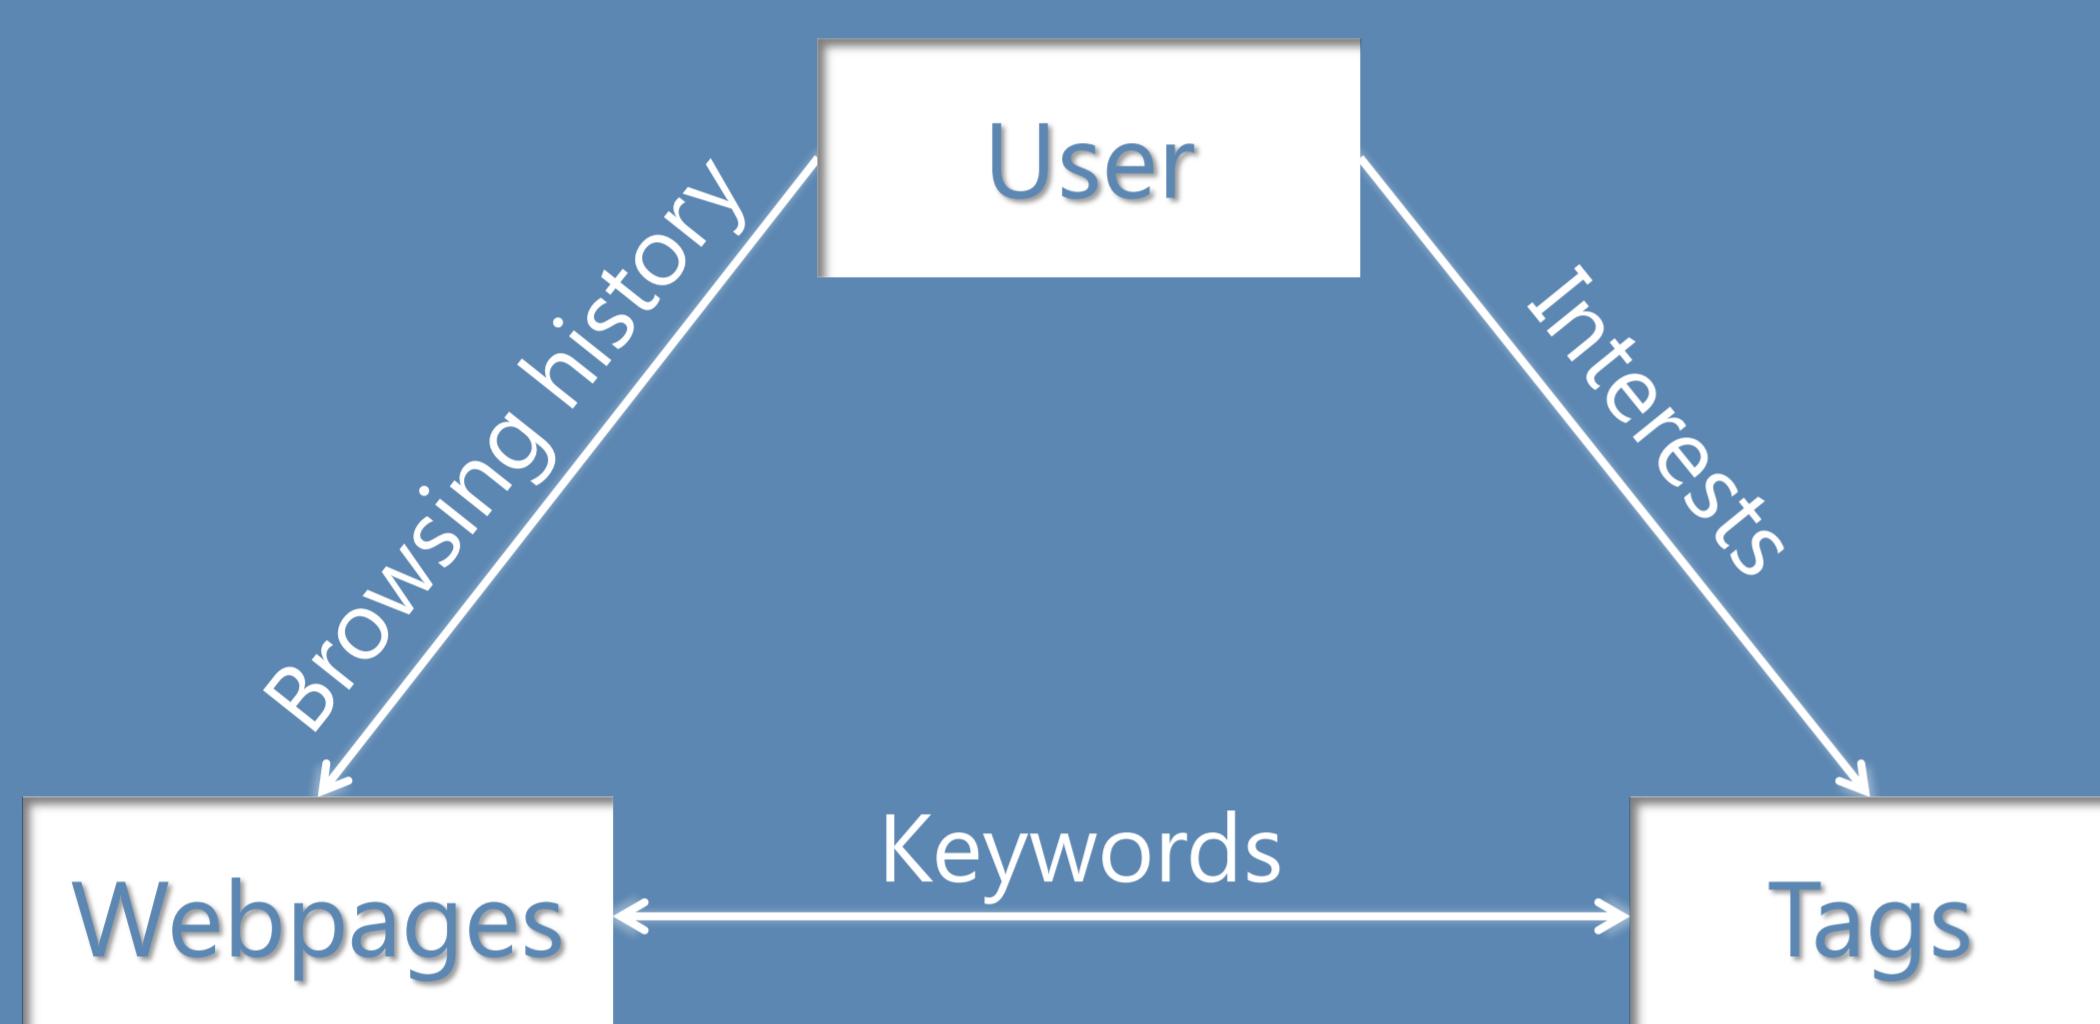 User
Browsing history
Interests
Keywords
Webpages
Tags